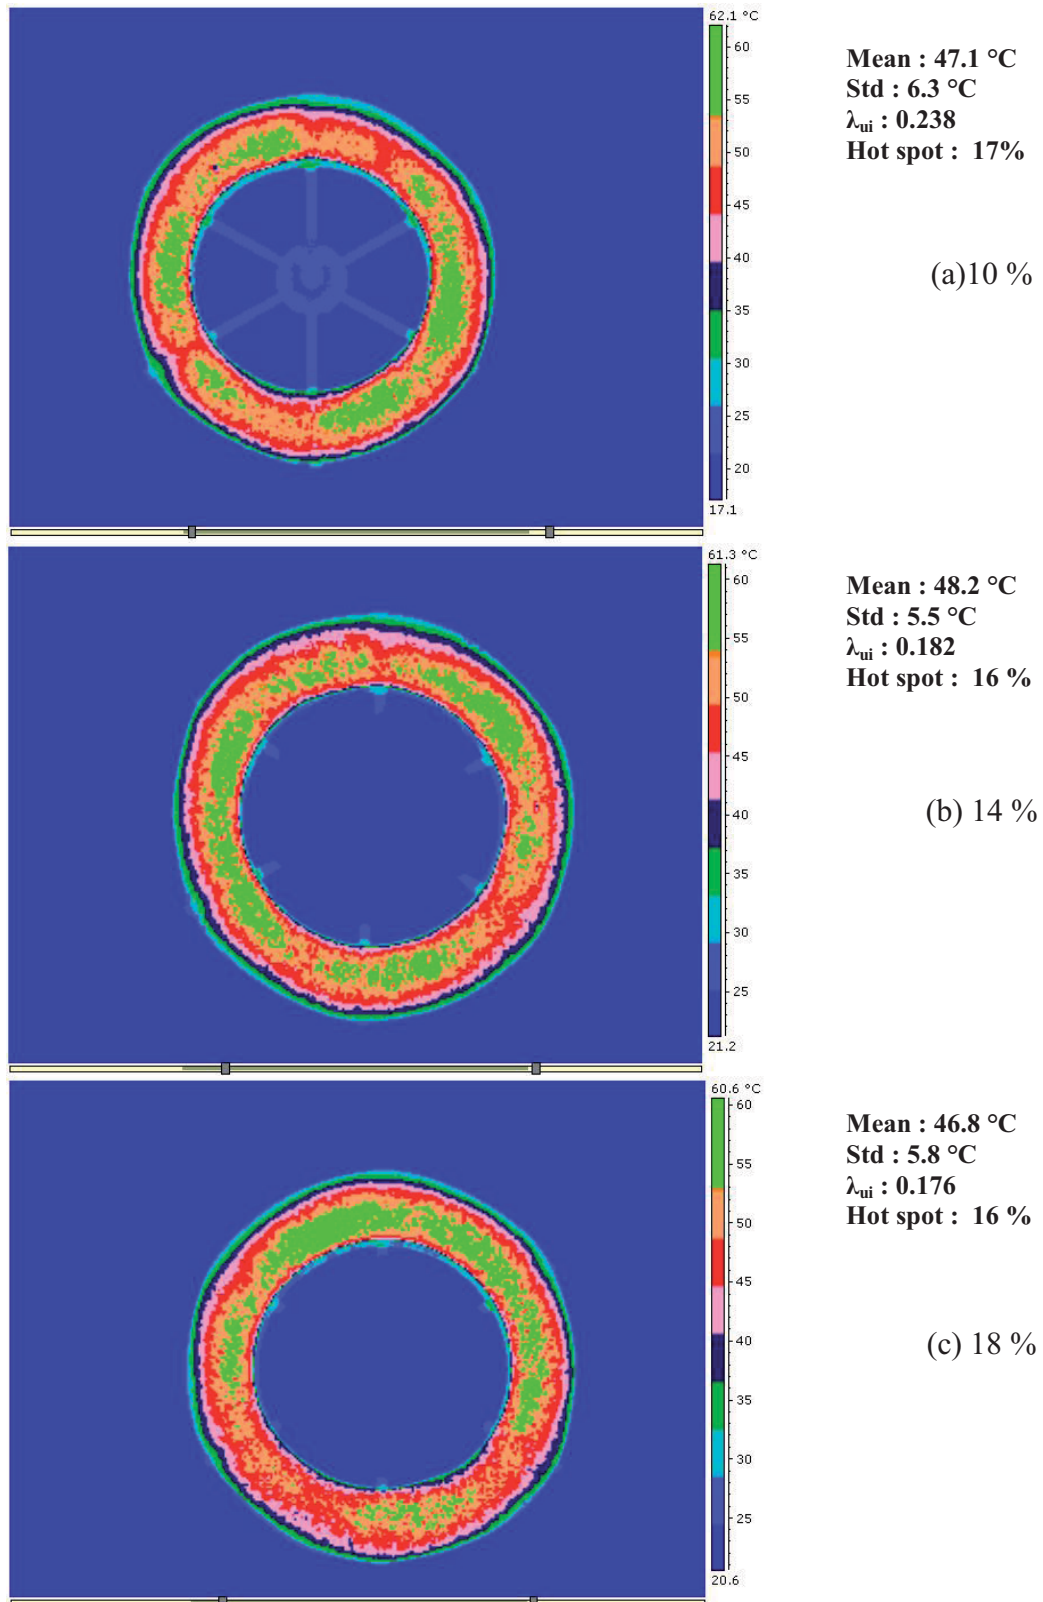 62.1 °C
60
55
50
45
40
35
30
25
20
17.1
Mean : 47.1 °C
Std : 6.3 °C
λui : 0.238
Hot spot :  17%
(a)10 %
61.3 °C
60
55
50
45
40
35
30
25
21.2
Mean : 48.2 °C
Std : 5.5 °C
λui : 0.182
Hot spot :  16 %
(b) 14 %
60.6 °C
60
55
50
45
40
35
30
25
20.6
Mean : 46.8 °C
Std : 5.8 °C
λui : 0.176
Hot spot :  16 %
(c) 18 %